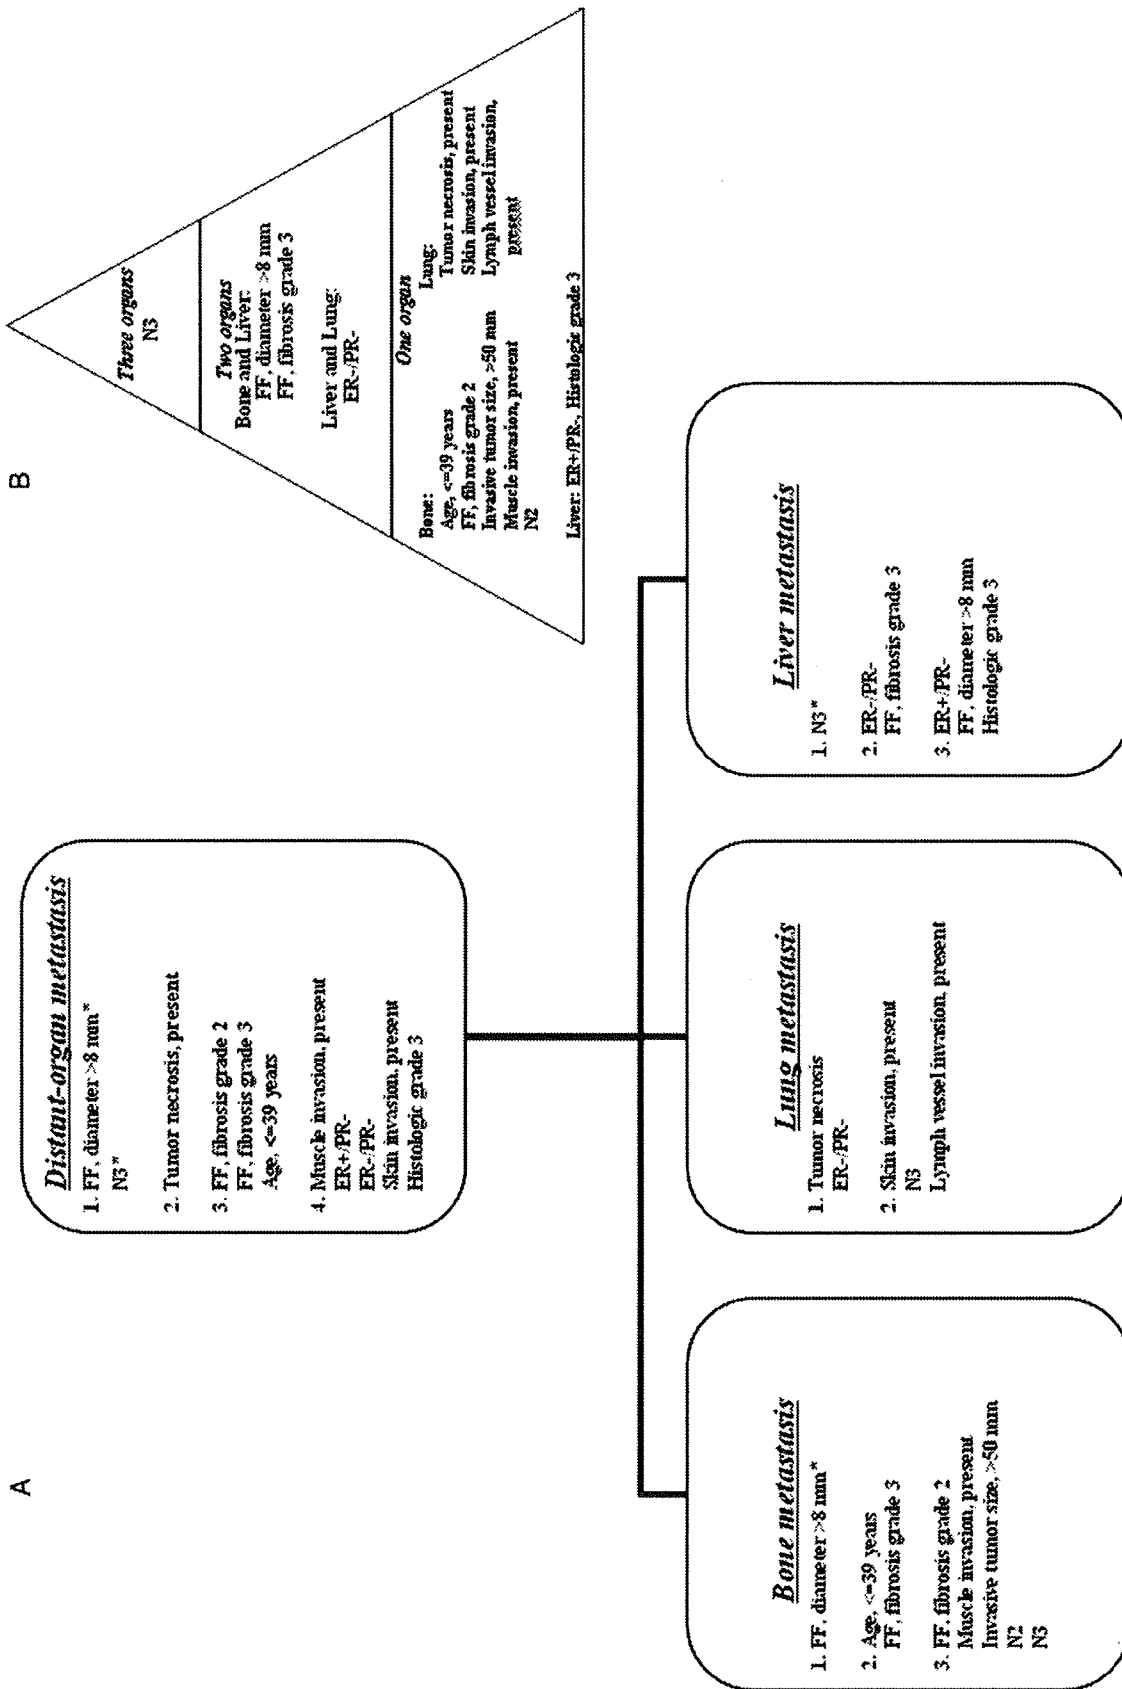 A
Distant-organ metastasis
1. FF, diameter >8 mm*
N3*
2. Tumor necrosis, present
3. FF, fibrosis grade 2
FF, fibrosis grade 3
Age, <=39 years
4. Muscle invasion, present
ER+/PR-
ER-/PR-
Skin invasion, present
Histologic grade 3
Bone metastasis
1. FF, diameter >8 mm*
2. Age, <=39 years
FF, fibrosis grade 3
3. FF, fibrosis grade 2
Muscle invasion, present
Invasive tumor size, >50 mm
N2
N3
Lung metastasis
1. Tumor necrosis
ER-/PR-
2. Skin invasion, present
N3
Lymph vessel invasion, present
Liver metastasis
1. N3*
2. ER-/PR-
FF, fibrosis grade 3
3. ER+/PR-
FF, diameter >8 mm
Histologic grade 3
B
Three organs
N3
Two organs
Bone and Liver:
FF, diameter >8 mm
FF, fibrosis grade 3
Liver and Lung:
ER-/PR-
One organ
Bone:
Age, <=39 years
FF, fibrosis grade 2
Invasive tumor size, >50 mm
Muscle invasion, present
N2
Lung:
Tumor necrosis, present
Skin invasion, present
Lymph vessel invasion,
present
Liver: ER+/PR-, Histologic grade 3